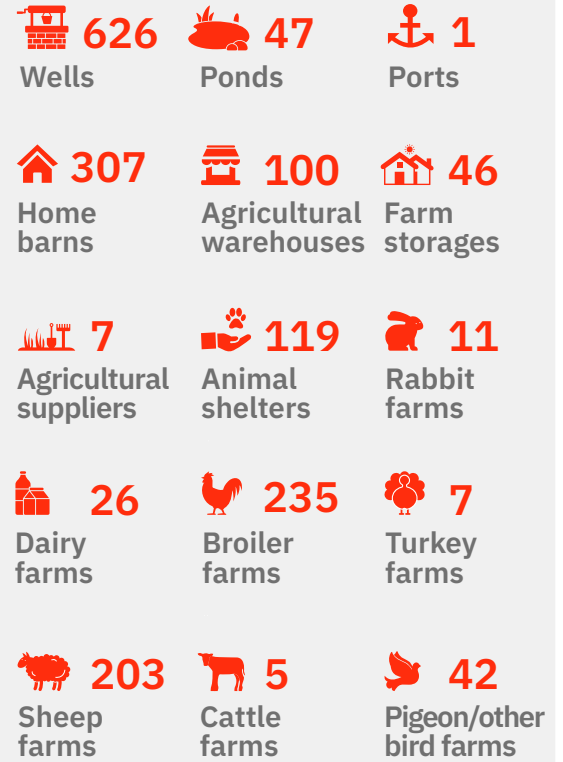 626
Wells
47
Ponds
1
Ports
307
Home
barns
100
Agricultural
warehouses
46
Farm
storages
7
Agricultural
suppliers
119
Animal
shelters
11
Rabbit
farms
26
Dairy
farms
235
Broiler
farms
7
Turkey
farms
203
Sheep
farms
5
Cattle
farms
42
Pigeon/other
bird farms